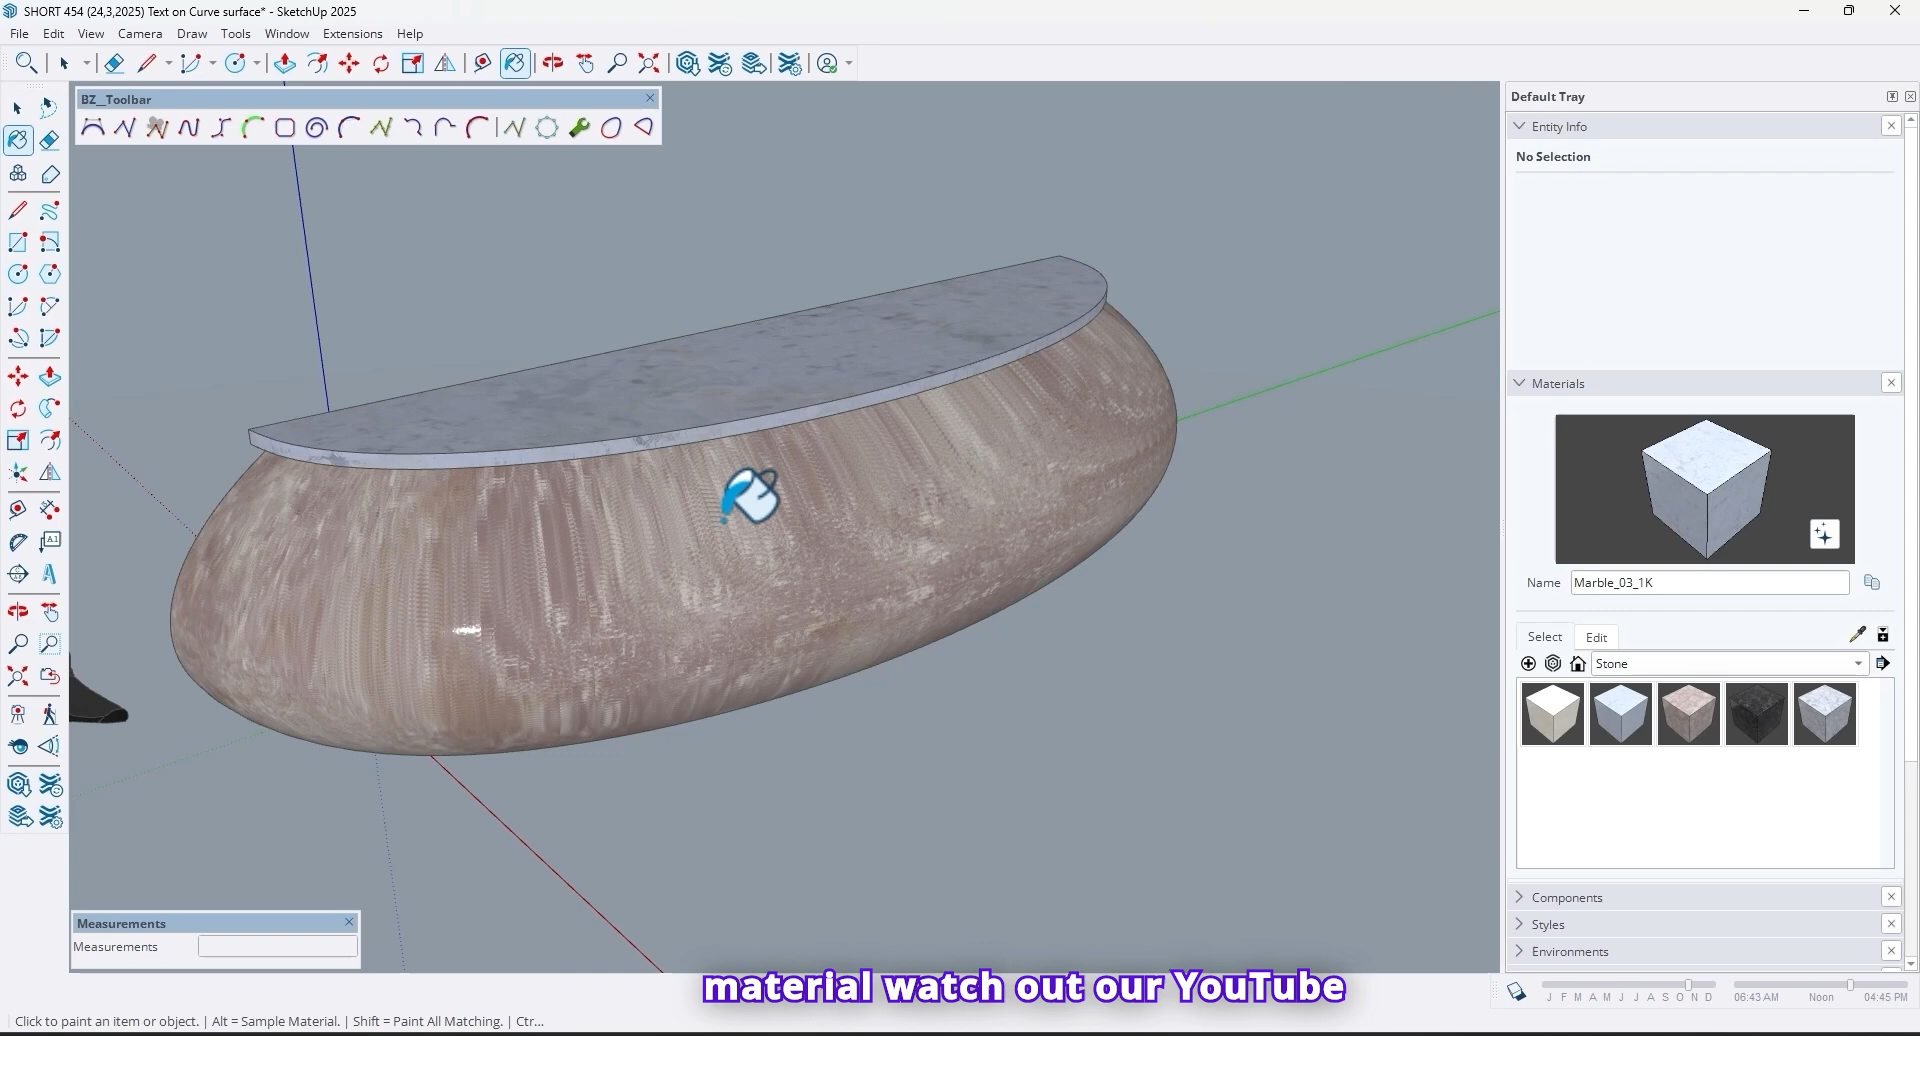 SHORT 454 (24,3,2025) Text on Curve surface* - SketchUp 2025
File Edit View Camera Draw Tools Window Extensions Help
BZ__Toolbar
Default Tray
Entity Info
No Selection
Materials
Name Marble_03_1K
Select Edit
Stone
Components
Styles
Environments
J F M A M J J A S O N D 06:43 AM Noon 04:45 PM
Measurements
Measurements
material watch out our YouTube
Click to paint an item or object. | Alt = Sample Material. | Shift = Paint All Matching. | Ctr...